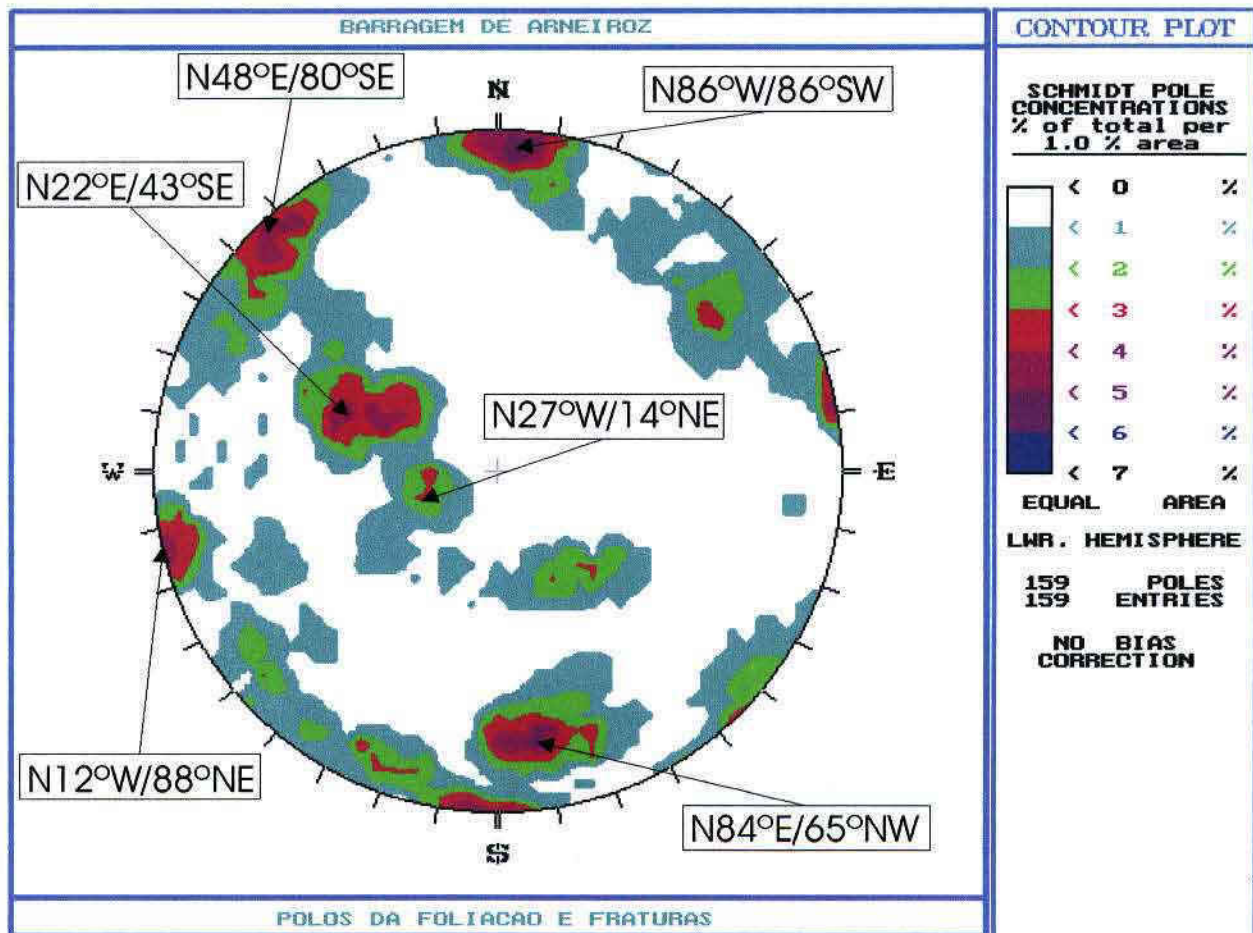 BARRAGEM DE ARNEIROZ
N48°E/80°SE
N86°W/86°SW
N
N22°E/43°SE
N27°W/14°NE
W
E
N12°W/88°NE
N84°E/65°NW
S
POLOS DA FOLIACAO E FRATURAS
CONTOUR PLOT
SCHMIDT POLE
CONCENTRATIONS
% of total per
1.0 % area
< 0 %
< 1 %
< 2 %
< 3 %
< 4 %
< 5 %
< 6 %
< 7 %
EQUAL AREA
LWR. HEMISPHERE
159 POLES
159 ENTRIES
NO BIAS
CORRECTION